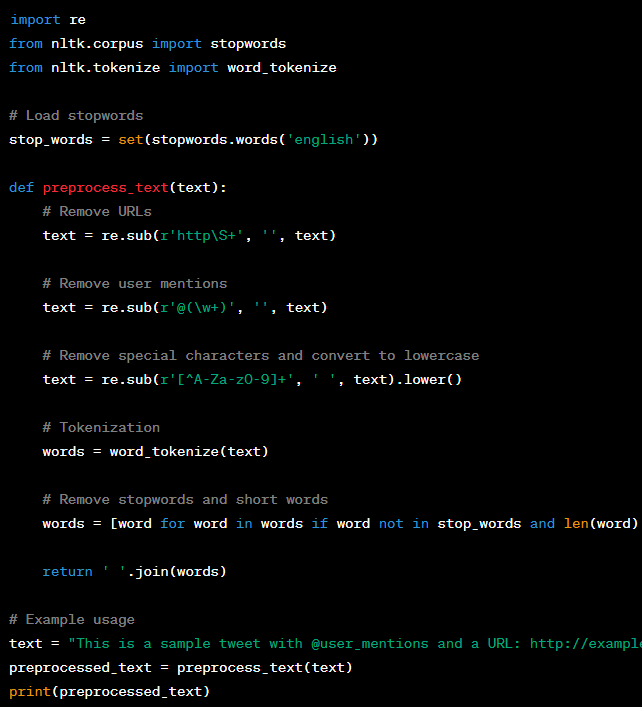 import re
from nltk.corpus import stopwords
from nltk.tokenize import word_tokenize

# Load stopwords
stop_words = set(stopwords.words('english'))

def preprocess_text(text):
    # Remove URLs
    text = re.sub(r'http\S+', '', text)

    # Remove user mentions
    text = re.sub(r'@(\w+)', '', text)

    # Remove special characters and convert to lowercase
    text = re.sub(r'[^A-Za-z0-9]+', ' ', text).lower()

    # Tokenization
    words = word_tokenize(text)

    # Remove stopwords and short words
    words = [word for word in words if word not in stop_words and len(word)

    return ' '.join(words)

# Example usage
text = "This is a sample tweet with @user_mentions and a URL: http://example
preprocessed_text = preprocess_text(text)
print(preprocessed_text)